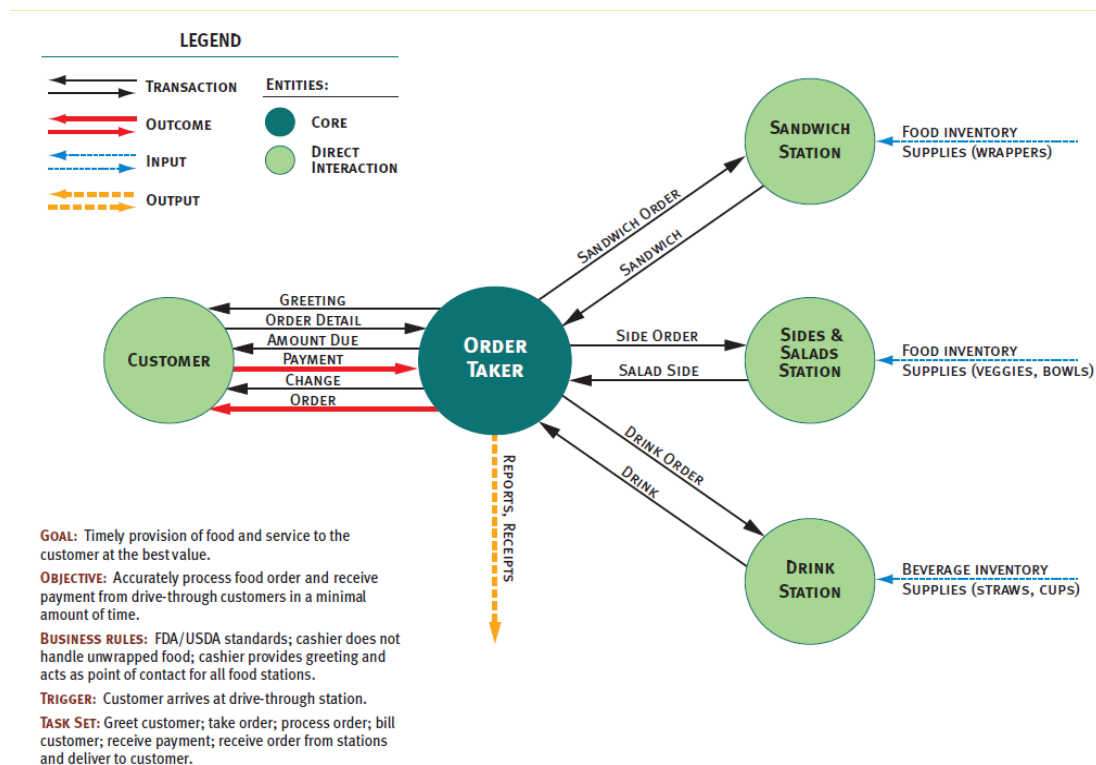 LEGEND
TRANSACTION
OUTCOME
INPUT
OUTPUT
ENTITIES:
CORE
DIRECT
INTERACTION
SANDWICH
STATION
FOOD INVENTORY
SUPPLIES (WRAPPERS)
SANDWICH ORDER
SANDWICH
CUSTOMER
GREETING
ORDER DETAIL
AMOUNT DUE
PAYMENT
CHANGE
ORDER
ORDER
TAKER
SIDE ORDER
SALAD SIDE
SIDES &
SALADS
STATION
FOOD INVENTORY
SUPPLIES (VEGGIES, BOWLS)
DRINK ORDER
DRINK
REPORTS, RECEIPTS
DRINK
STATION
BEVERAGE INVENTORY
SUPPLIES (STRAWS, CUPS)
GOAL: Timely provision of food and service to the
customer at the best value.
OBJECTIVE: Accurately process food order and receive
payment from drive-through customers in a minimal
amount of time.
BUSINESS RULES: FDA/USDA standards; cashier does not
handle unwrapped food; cashier provides greeting and
acts as point of contact for all food stations.
TRIGGER: Customer arrives at drive-through station.
TASK SET: Greet customer; take order; process order; bill
customer; receive payment; receive order from stations
and deliver to customer.